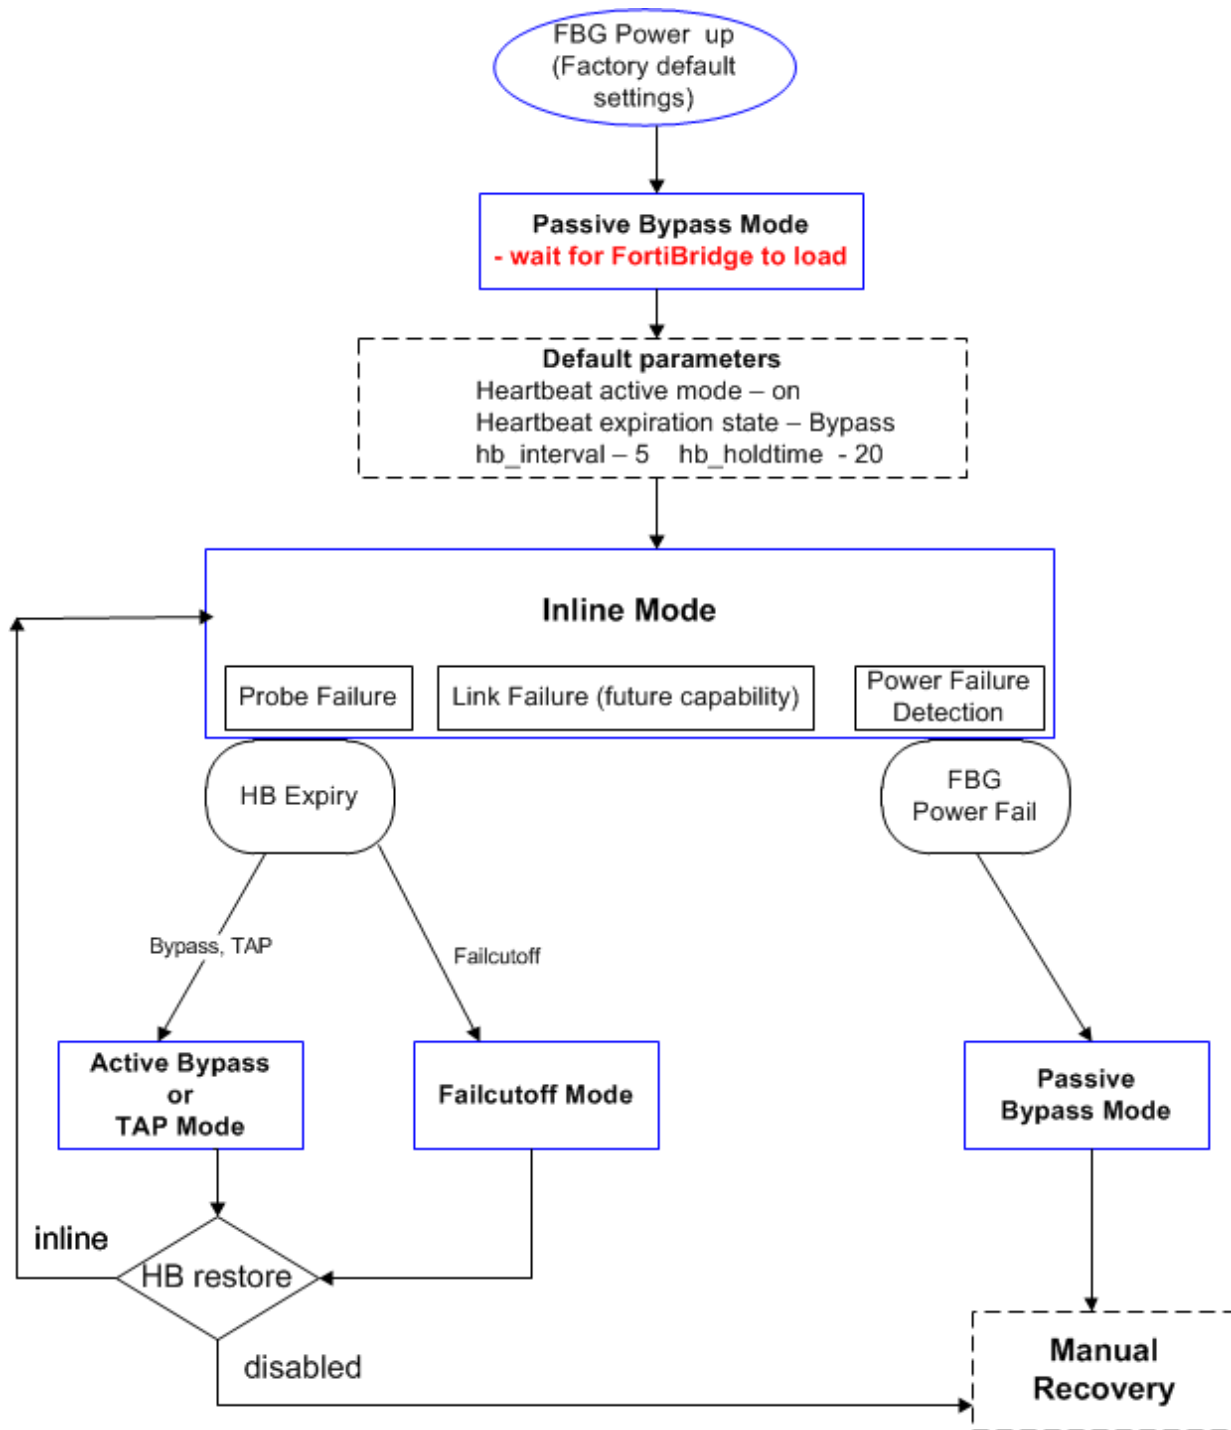 FBG Power up
(Factory default
settings)
Passive Bypass Mode
- wait for FortiBridge to load
Default parameters
Heartbeat active mode – on
Heartbeat expiration state – Bypass
hb_interval – 5 hb_holdtime - 20
Inline Mode
Probe Failure
Link Failure (future capability)
Power Failure
Detection
HB Expiry
FBG
Power Fail
Bypass, TAP
Failcutoff
Active Bypass
or
TAP Mode
Failcutoff Mode
Passive
Bypass Mode
inline
HB restore
disabled
Manual
Recovery